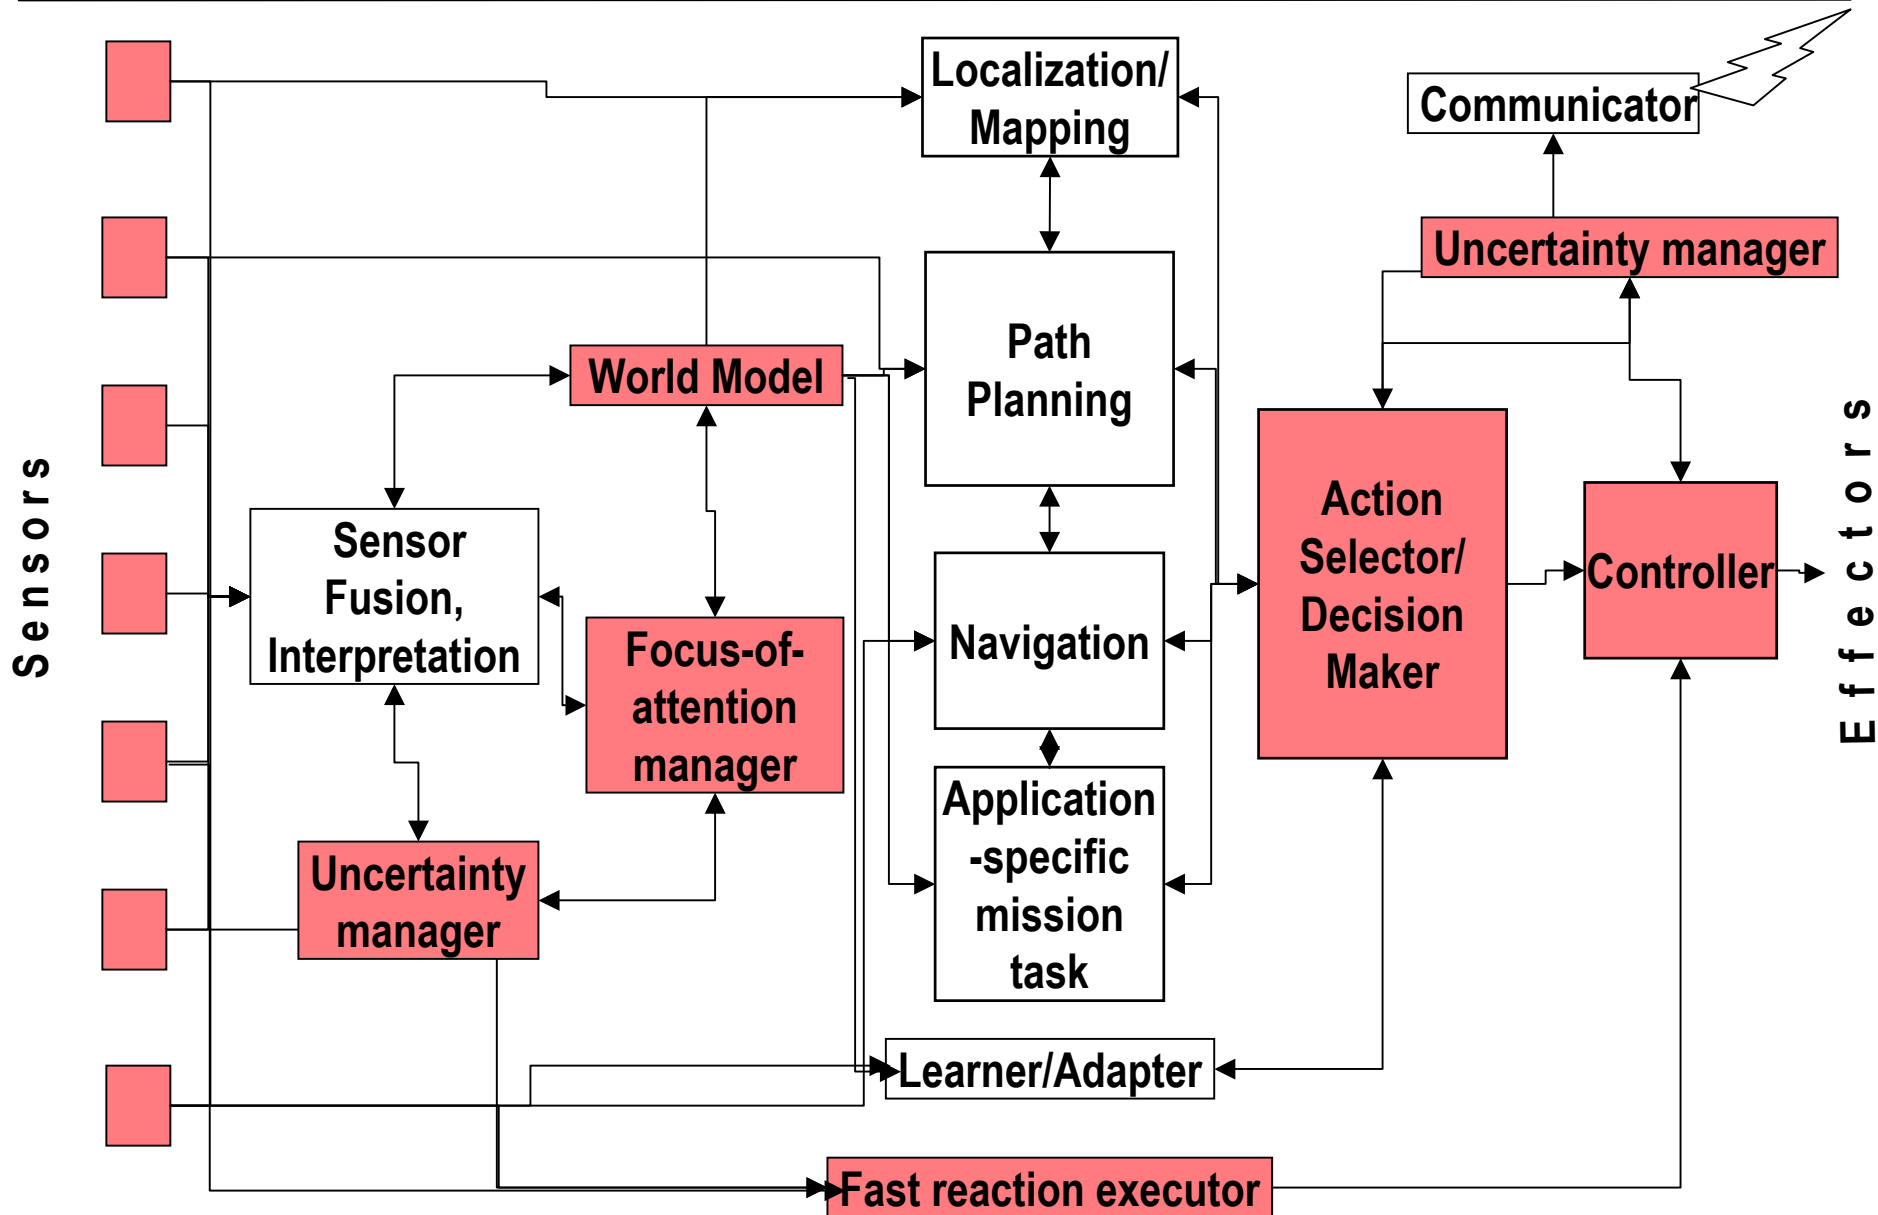 Sensors
Localization/
Mapping
Communicator
Uncertainty manager
World Model
Path
Planning
Sensor
Fusion,
Interpretation
Focus-of-
attention
manager
Uncertainty
manager
Navigation
Application
-specific
mission
task
Action
Selector/
Decision
Maker
Controller
Effectors
Learner/Adapter
Fast reaction executor